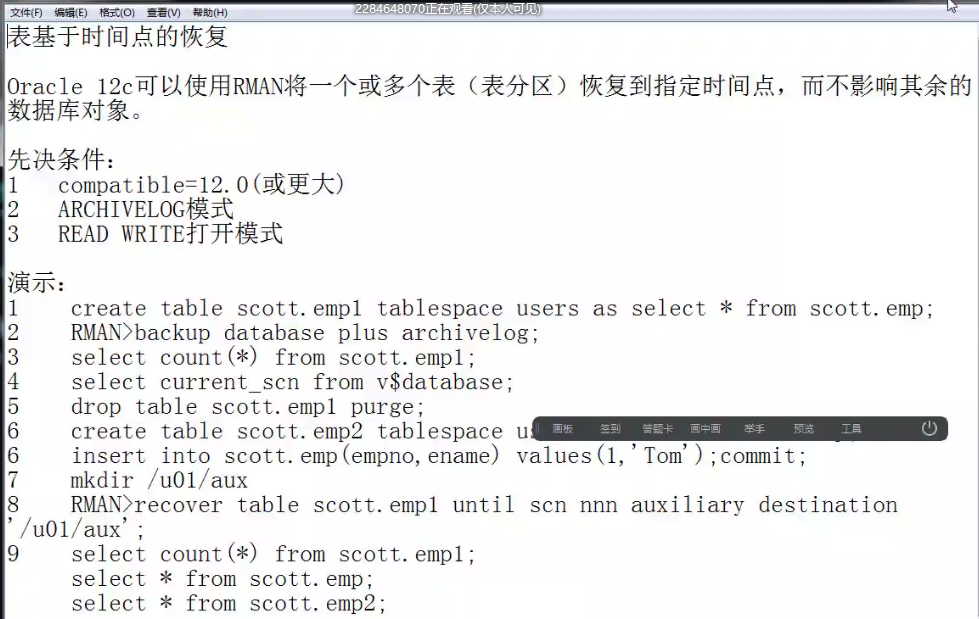 2284648070正在观看(仅本人可见)
文件(F) 编辑(E) 格式(O) 查看(V) 帮助(H)
表基于时间点的恢复
Oracle 12c可以使用RMAN将一个或多个表（表分区）恢复到指定时间点，而不影响其余的
数据库对象。
先决条件：
1 compatible=12.0(或更大)
2 ARCHIVELOG模式
3 READ WRITE打开模式
演示：
1 create table scott.emp1 tablespace users as select * from scott.emp;
2 RMAN>backup database plus archivelog;
3 select count(*) from scott.emp1;
4 select current_scn from v$database;
5 drop table scott.emp1 purge;
6 create table scott.emp2 tablespace
画板 签到 答题卡 画中画 举手 预览 工具
6 insert into scott.emp(empno,ename) values(1,'Tom');commit;
7 mkdir /u01/aux
8 RMAN>recover table scott.emp1 until scn nnn auxiliary destination
'/u01/aux';
9 select count(*) from scott.emp1;
select * from scott.emp;
select * from scott.emp2;